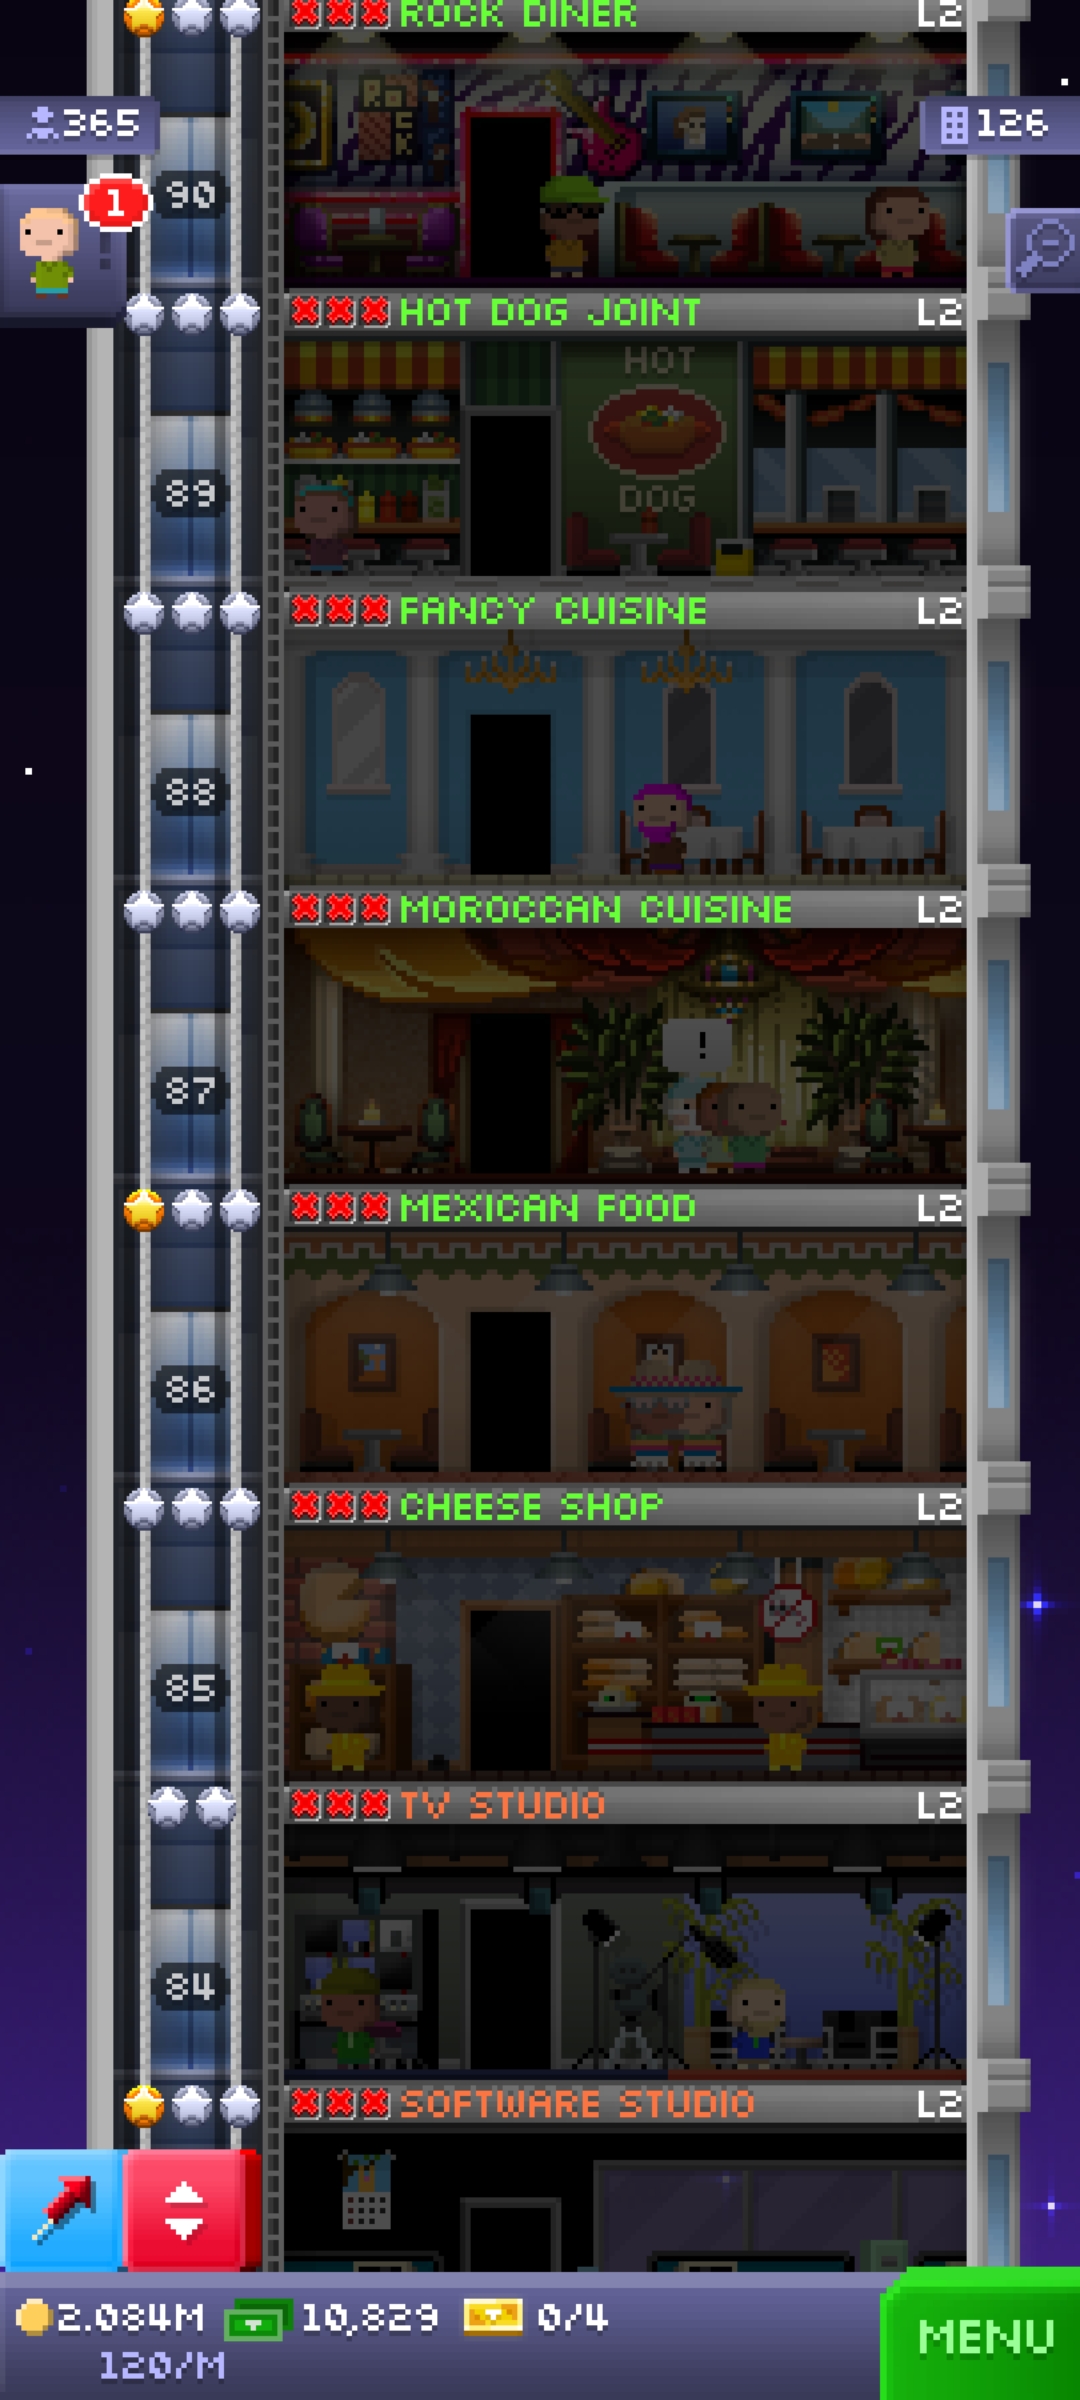 ROCK DINER L2
365
126
1
90
HOT DOG JOINT L2
HOT
DOG
89
FANCY CUISINE L2
88
MOROCCAN CUISINE L2
!
87
MEXICAN FOOD L2
86
CHEESE SHOP L2
85
TV STUDIO L2
84
SOFTWARE STUDIO L2
2.084M 10,829 0/4
120/M
MENU